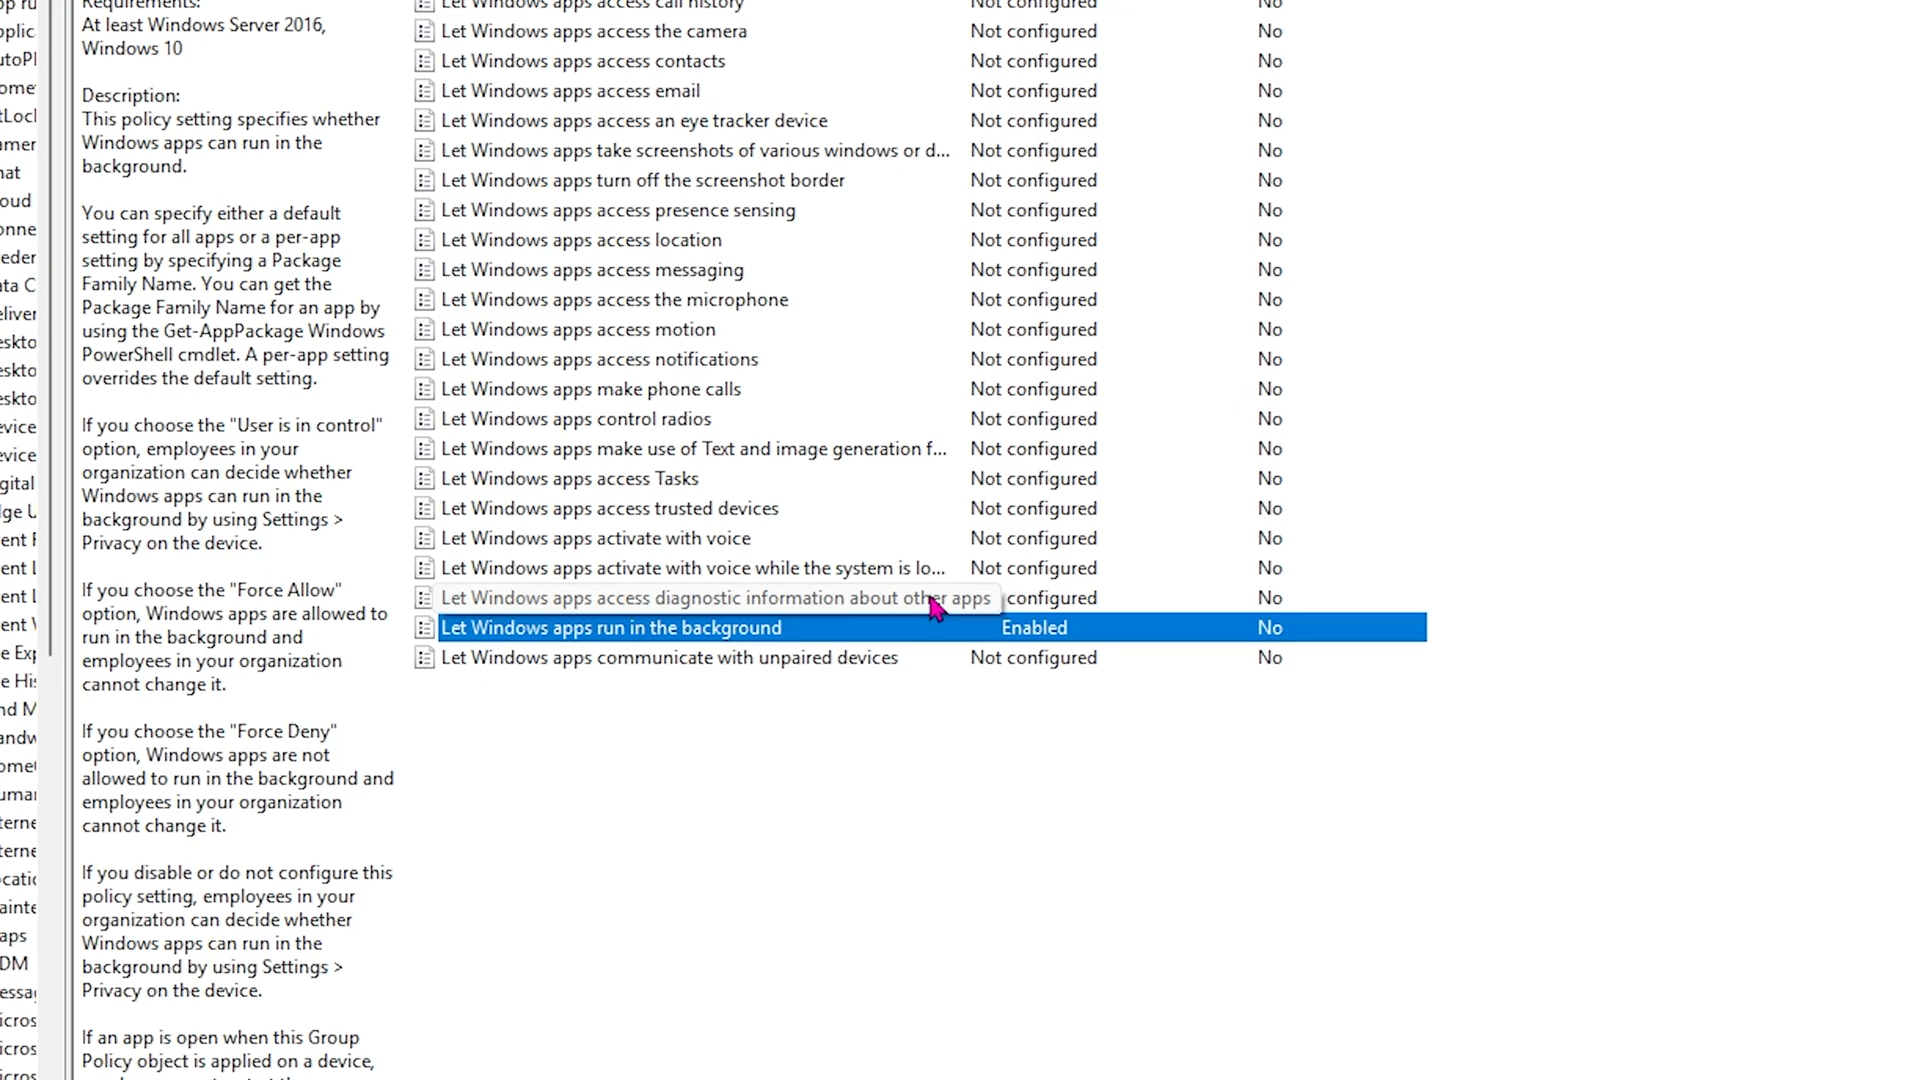 Requirements:
At least Windows Server 2016,
Windows 10
Description:
This policy setting specifies whether
Windows apps can run in the
background.
You can specify either a default
setting for all apps or a per-app
setting by specifying a Package
Family Name. You can get the
Package Family Name for an app by
using the Get-AppPackage Windows
PowerShell cmdlet. A per-app setting
overrides the default setting.
If you choose the "User is in control"
option, employees in your
organization can decide whether
Windows apps can run in the
background by using Settings >
Privacy on the device.
If you choose the "Force Allow"
option, Windows apps are allowed to
run in the background and
employees in your organization
cannot change it.
If you choose the "Force Deny"
option, Windows apps are not
allowed to run in the background and
employees in your organization
cannot change it.
If you disable or do not configure this
policy setting, employees in your
organization can decide whether
Windows apps can run in the
background by using Settings >
Privacy on the device.
If an app is open when this Group
Policy object is applied on a device,
Let Windows apps access call history Not configured No
Let Windows apps access the camera Not configured No
Let Windows apps access contacts Not configured No
Let Windows apps access email Not configured No
Let Windows apps access an eye tracker device Not configured No
Let Windows apps take screenshots of various windows or d... Not configured No
Let Windows apps turn off the screenshot border Not configured No
Let Windows apps access presence sensing Not configured No
Let Windows apps access location Not configured No
Let Windows apps access messaging Not configured No
Let Windows apps access the microphone Not configured No
Let Windows apps access motion Not configured No
Let Windows apps access notifications Not configured No
Let Windows apps make phone calls Not configured No
Let Windows apps control radios Not configured No
Let Windows apps make use of Text and image generation f... Not configured No
Let Windows apps access Tasks Not configured No
Let Windows apps access trusted devices Not configured No
Let Windows apps activate with voice Not configured No
Let Windows apps activate with voice while the system is lo... Not configured No
Let Windows apps access diagnostic information about other apps configured No
Let Windows apps run in the background Enabled No
Let Windows apps communicate with unpaired devices Not configured No